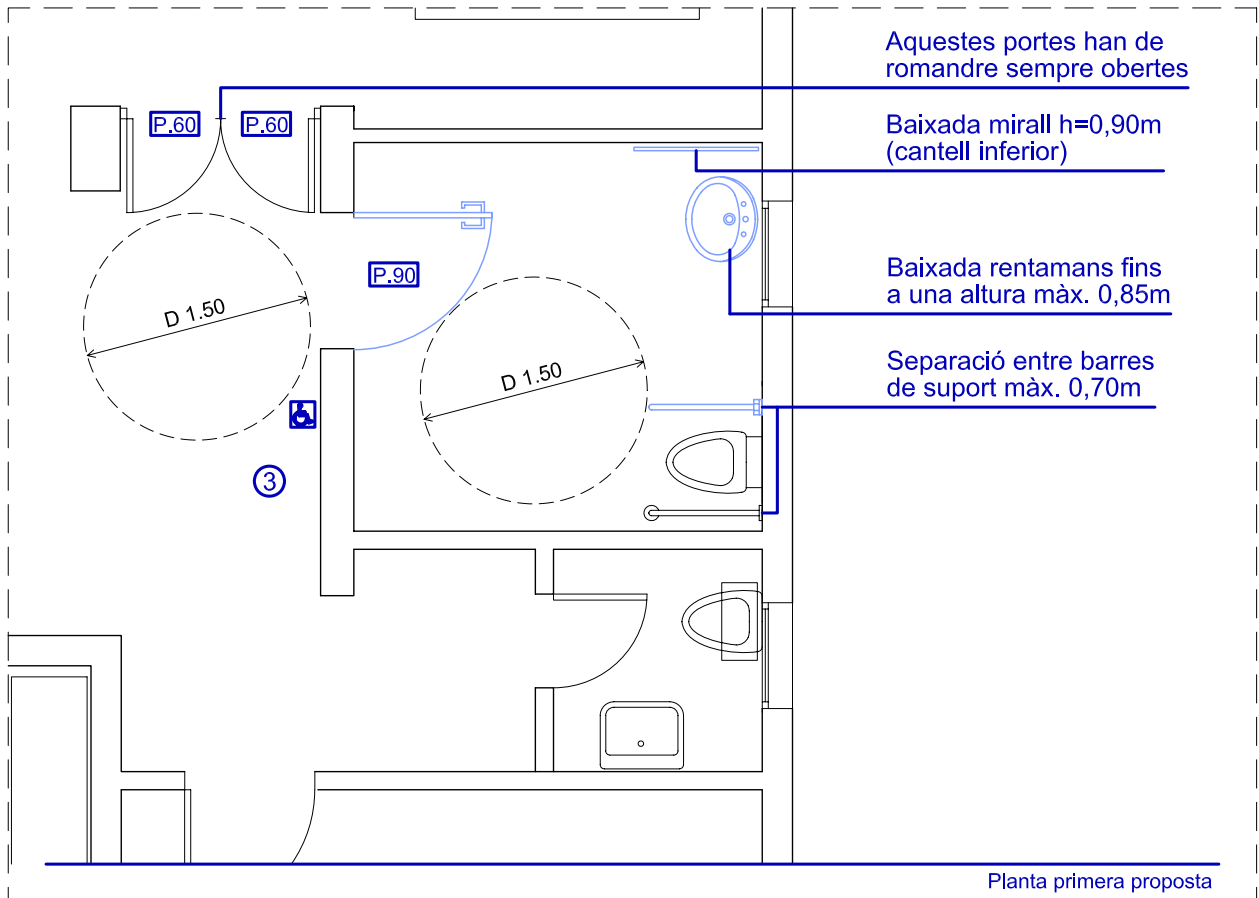 Aquestes portes han de
romandre sempre obertes
P.60
P.60
Baixada mirall h=0,90m
(cantell inferior)
P.90
Baixada rentamans fins
a una altura màx. 0,85m
D 1.50
D 1.50
Separació entre barres
de suport màx. 0,70m
3
Planta primera proposta